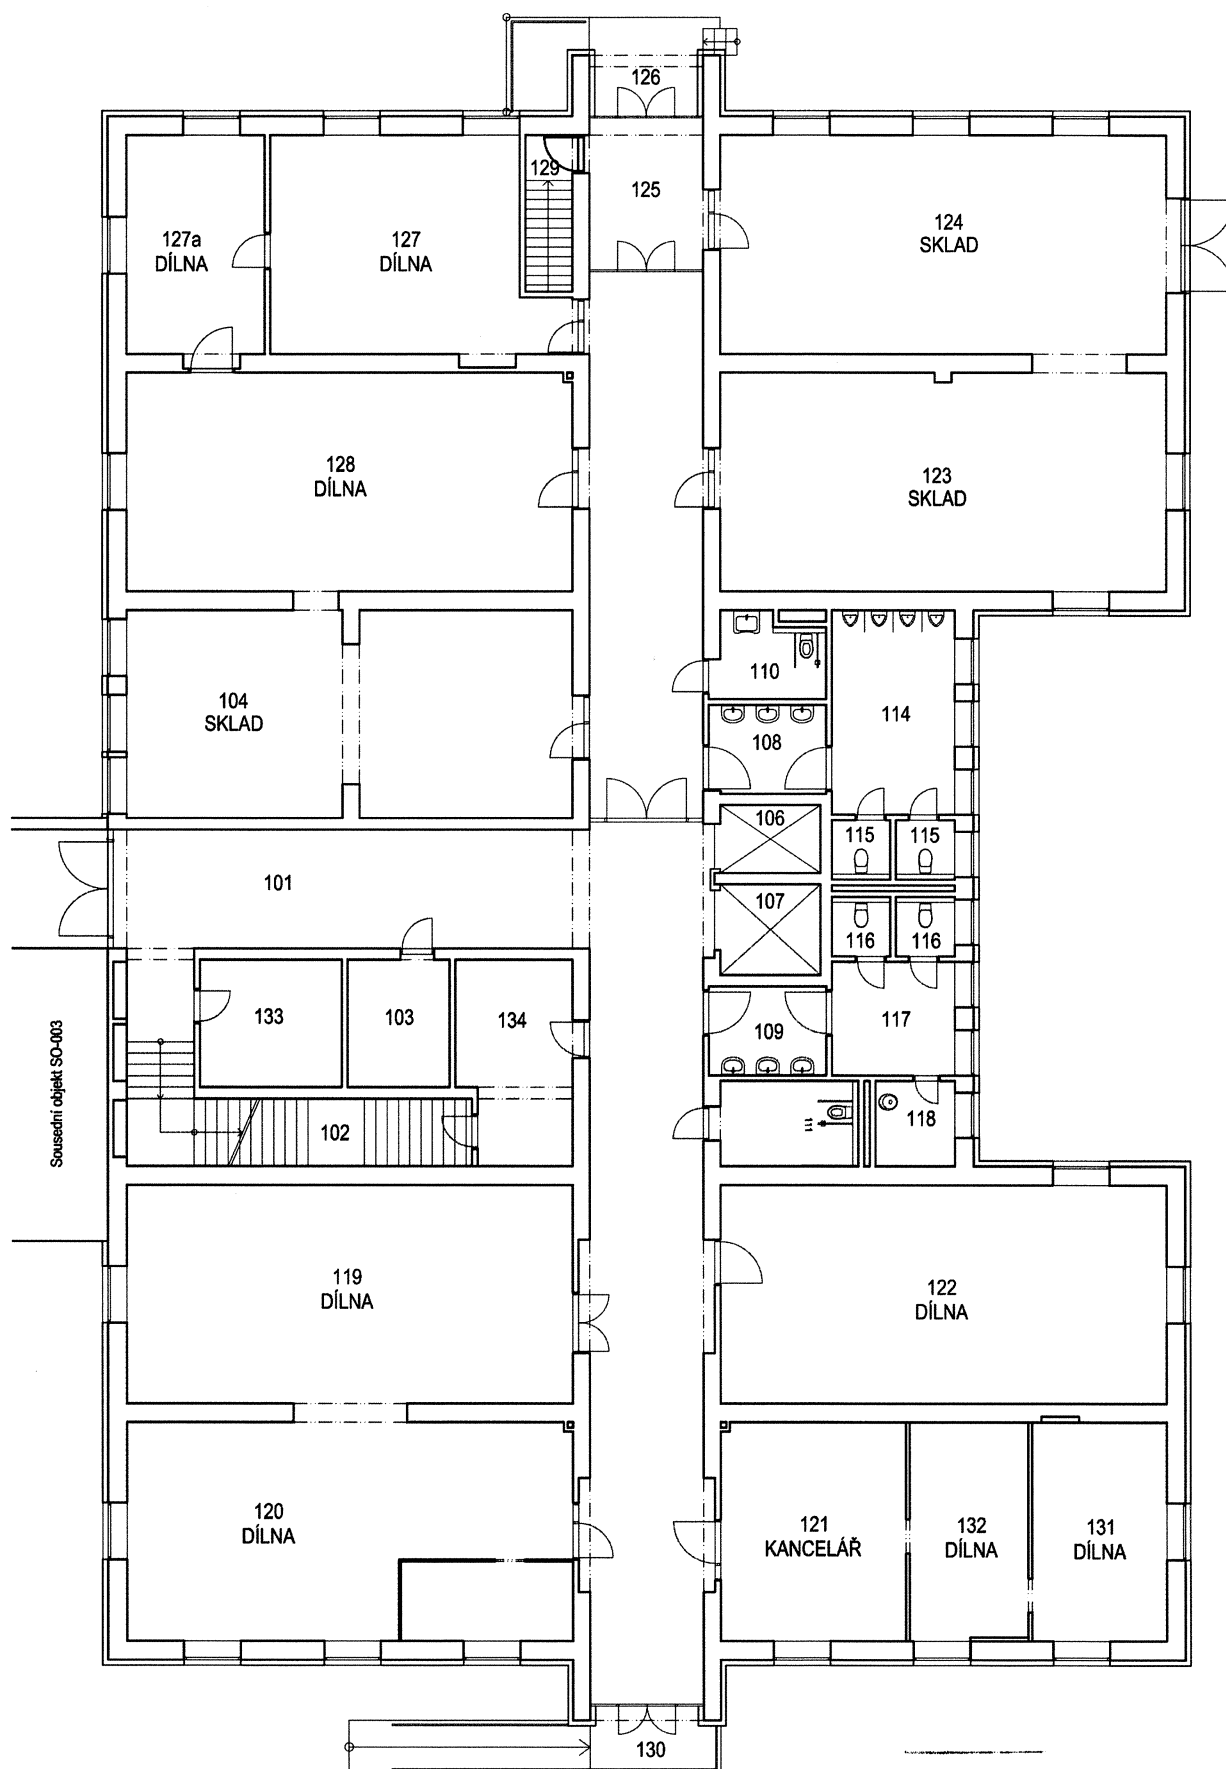 126
129
125
127a
DÍLNA
127
DÍLNA
124
SKLAD
128
DÍLNA
123
SKLAD
110
104
SKLAD
114
108
106
115
115
101
107
116
116
133
103
134
109
117
Sousední objekt SO-003
102
111
118
119
DÍLNA
122
DÍLNA
120
DÍLNA
121
KANCELÁŘ
132
DÍLNA
131
DÍLNA
130